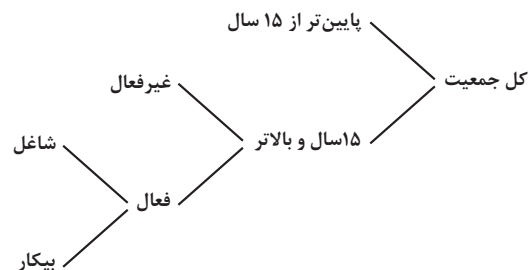 پایین‌تر از ۱۵ سال
کل جمعیت
غیرفعال
۱۵سال و بالاتر
شاغل
فعال
بیکار